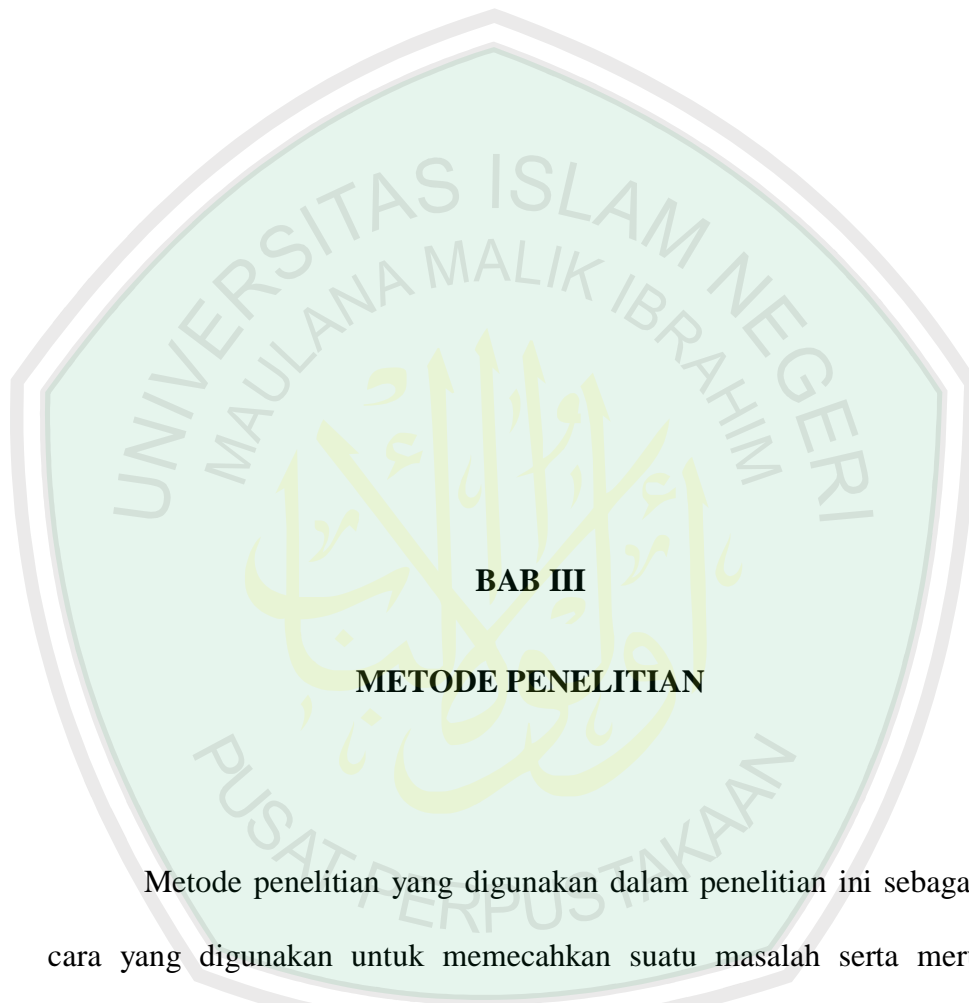 UNIVERSITAS ISLAM NEGERI
MAULANA MALIK IBRAHIM
BAB III
METODE PENELITIAN
PUSAT PERPUSTAKAAN
Metode penelitian yang digunakan dalam penelitian ini sebaga
cara yang digunakan untuk memecahkan suatu masalah serta mer